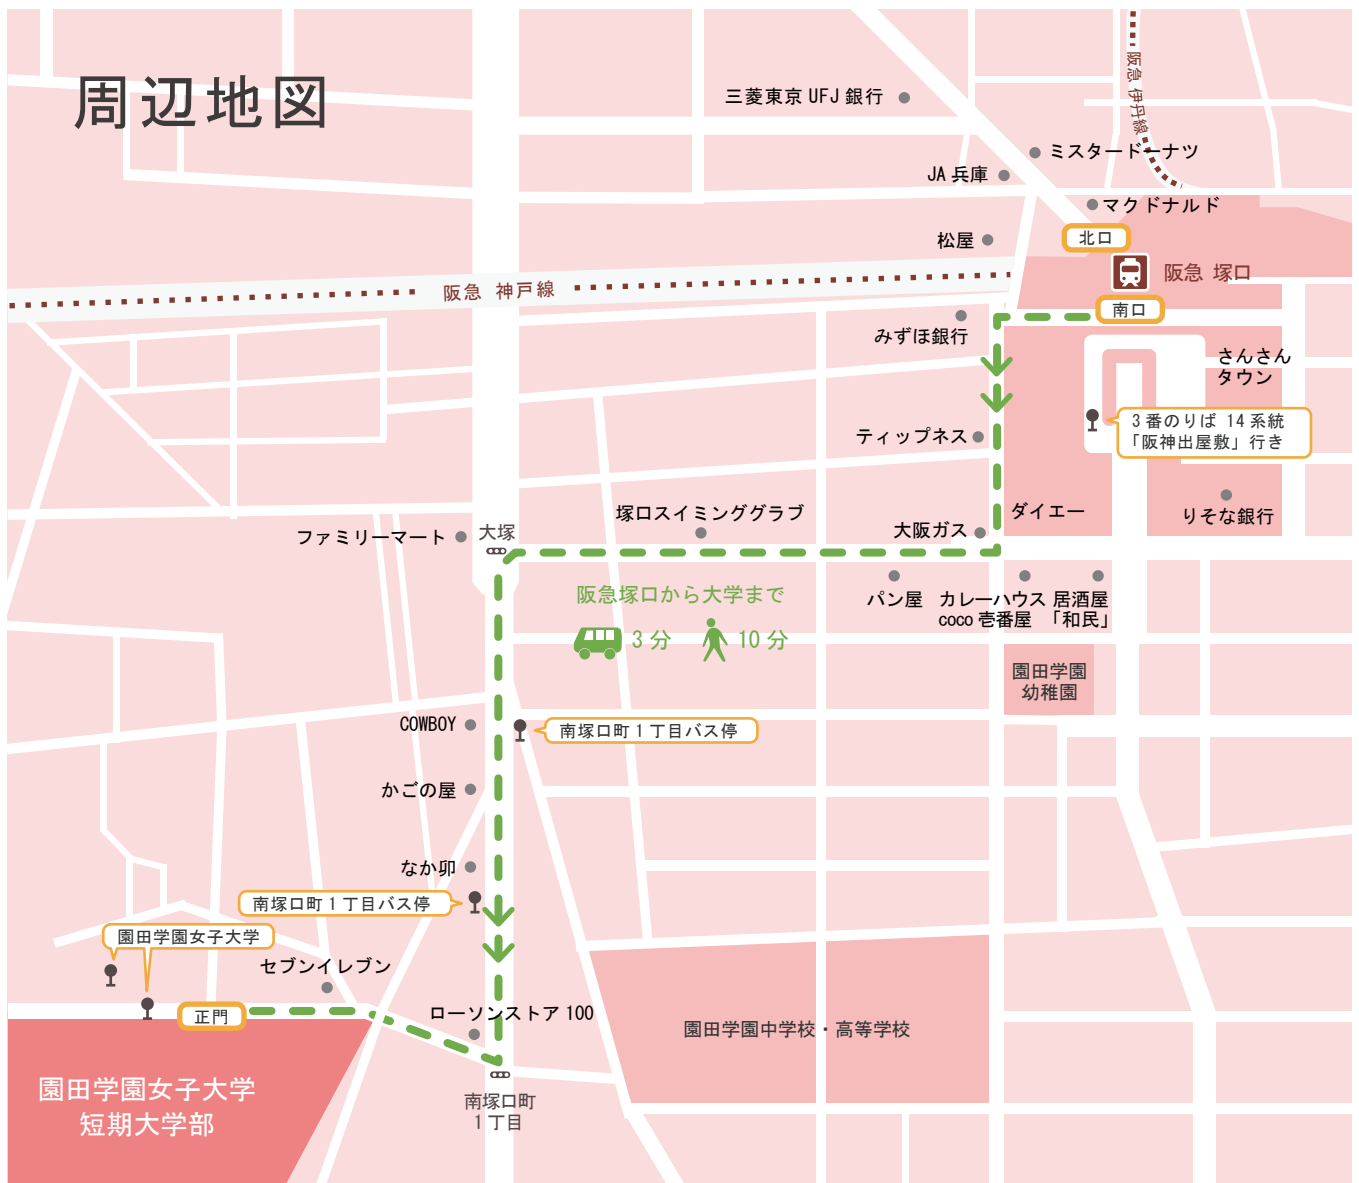 周辺地図
三菱東京 UFJ 銀行
阪急 伊丹線
ミスタードーナツ
JA 兵庫
マクドナルド
松屋
北口
阪急 塚口
阪急 神戸線
南口
みずほ銀行
さんさん
タウン
3 番のりば 14 系統
「阪神出屋敷」行き
ティップネス
りそな銀行
ダイエー
塚ロスイミンググラブ
大阪ガス
ファミリーマート
大塚
阪急塚口から大学まで
3 分
10 分
パン屋
カレーハウス
coco 壱番屋
居酒屋
「和民」
園田学園
幼稚園
COWBOY
南塚口町 1 丁目バス停
かごの屋
なか卯
南塚口町 1 丁目バス停
園田学園女子大学
セブンイレブン
正門
ローソンストア 100
園田学園中学校・高等学校
園田学園女子大学
短期大学部
南塚口町
1 丁目